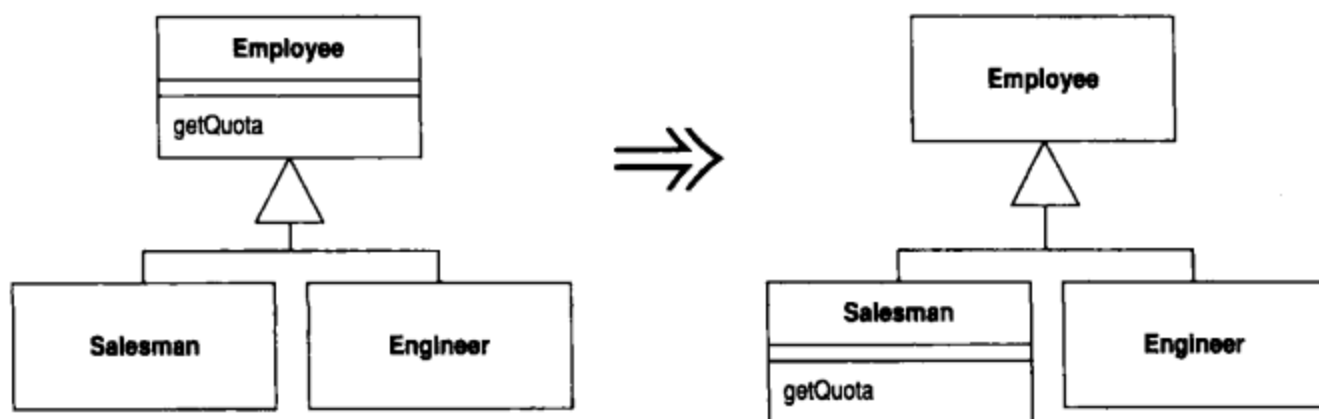 Employee
getQuota
Salesman
Engineer
Employee
Salesman
getQuota
Engineer